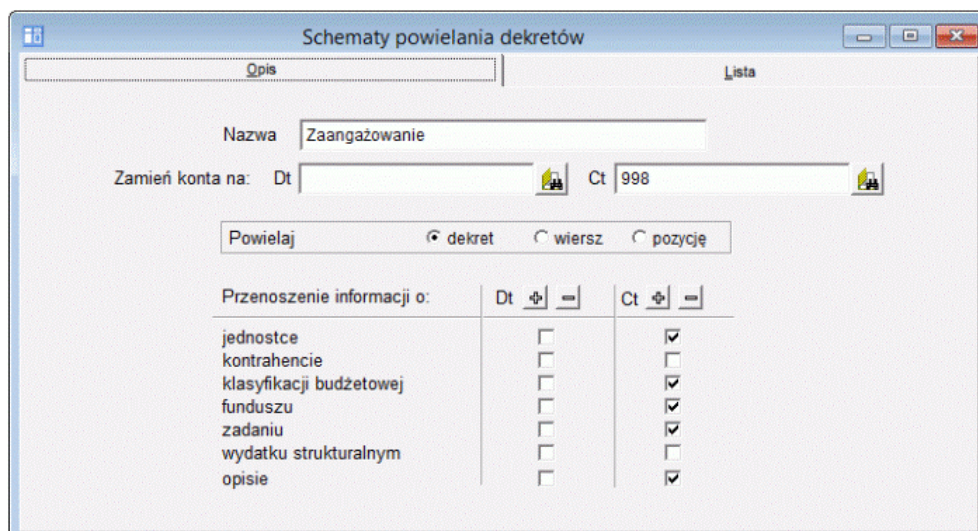 Schematy powielania dekretów
Opis Lista
Nazwa Zaangażowanie
Zamień konta na: Dt Ct 998
Powielaj dekret wiersz pozycję
Przenoszenie informacji o: Dt Ct
jednostce
kontrahencie
klasyfikacji budżetowej
funduszu
zadaniu
wydatku strukturalnym
opisie